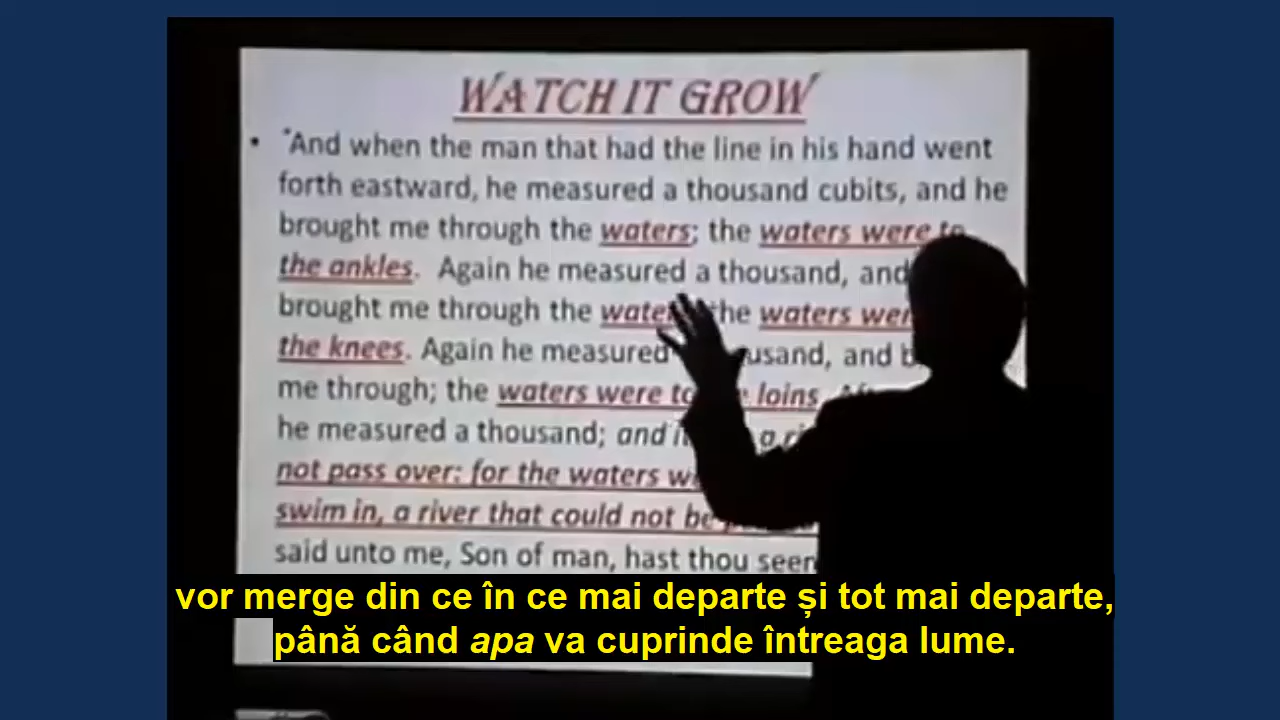 WATCH IT GROW
• "And when the man that had the line in his hand went
forth eastward, he measured a thousand cubits, and he
brought me through the waters; the waters were to
the ankles. Again he measured a thousand, and
brought me through the the waters
the knees. Again he measured and
me through; the waters were to loins.
he measured a thousand; and a
not pass over: for the waters
swim in, a river that could not be
said unto me, Son of man, hast thou seen
vor merge din ce în ce mai departe și tot mai departe,
până când apa va cuprinde întreaga lume.